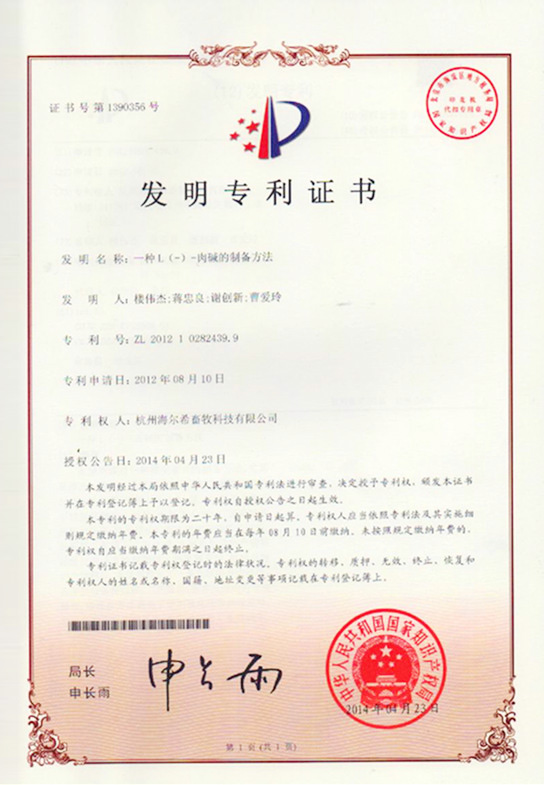 证书号第1390356号
发明专利证书
发明名称：一种L(-)-肉碱的制备方法
发明人：楼伟杰;蒋忠良;谢创新;曹爱玲
专利号：ZL 2012 1 0282439.9
专利申请日：2012年08月10日
专利权人：杭州海尔希畜牧科技有限公司
授权公告日：2014年04月23日
本发明经过本局依照中华人民共和国专利法进行审查，决定授予专利权，颁发本证书
并在专利登记簿上予以登记。专利权自授权公告之日起生效。
本专利的专利权期限为二十年，自申请日起算。专利权人应当依照专利法及其实施细
则规定缴纳年费。本专利的年费应当在每年08月10日前缴纳。未按照规定缴纳年费的，
专利权自应当缴纳年费期满之日起终止。
专利证书记载专利权登记时的法律状况。专利权的转移、质押、无效、终止、恢复和
专利权人的姓名或名称、国籍、地址变更等事项记载在专利登记簿上。
局长
申长雨
申长雨
中华人民共和国国家知识产权局
2014年04月23日
第1页(共1页)